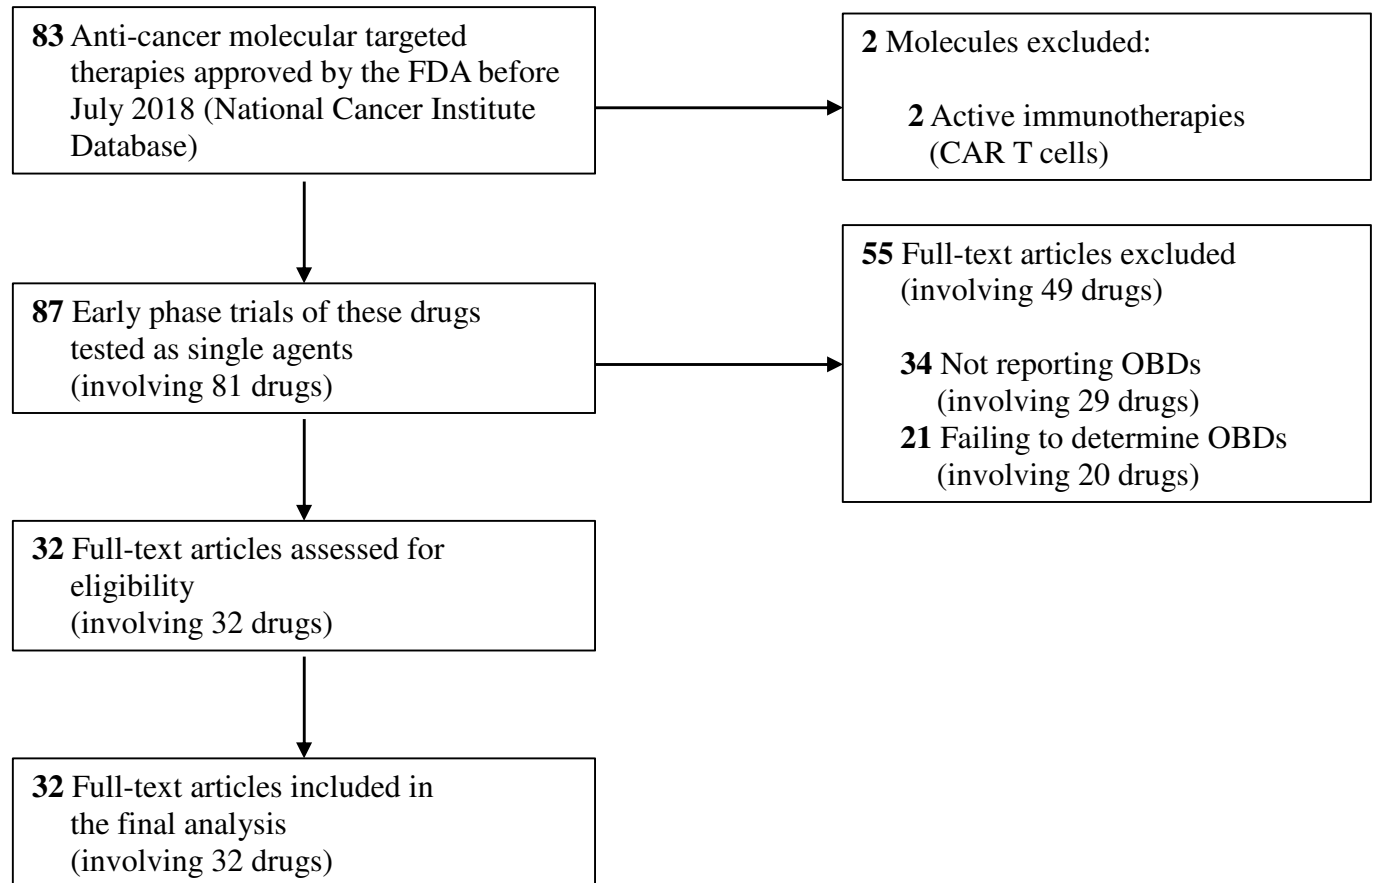 83 Anti-cancer molecular targeted
therapies approved by the FDA before
July 2018 (National Cancer Institute
Database)
2 Molecules excluded:
2 Active immunotherapies
(CAR T cells)
87 Early phase trials of these drugs
tested as single agents
(involving 81 drugs)
55 Full-text articles excluded
(involving 49 drugs)
34 Not reporting OBDs
(involving 29 drugs)
21 Failing to determine OBDs
(involving 20 drugs)
32 Full-text articles assessed for
eligibility
(involving 32 drugs)
32 Full-text articles included in
the final analysis
(involving 32 drugs)